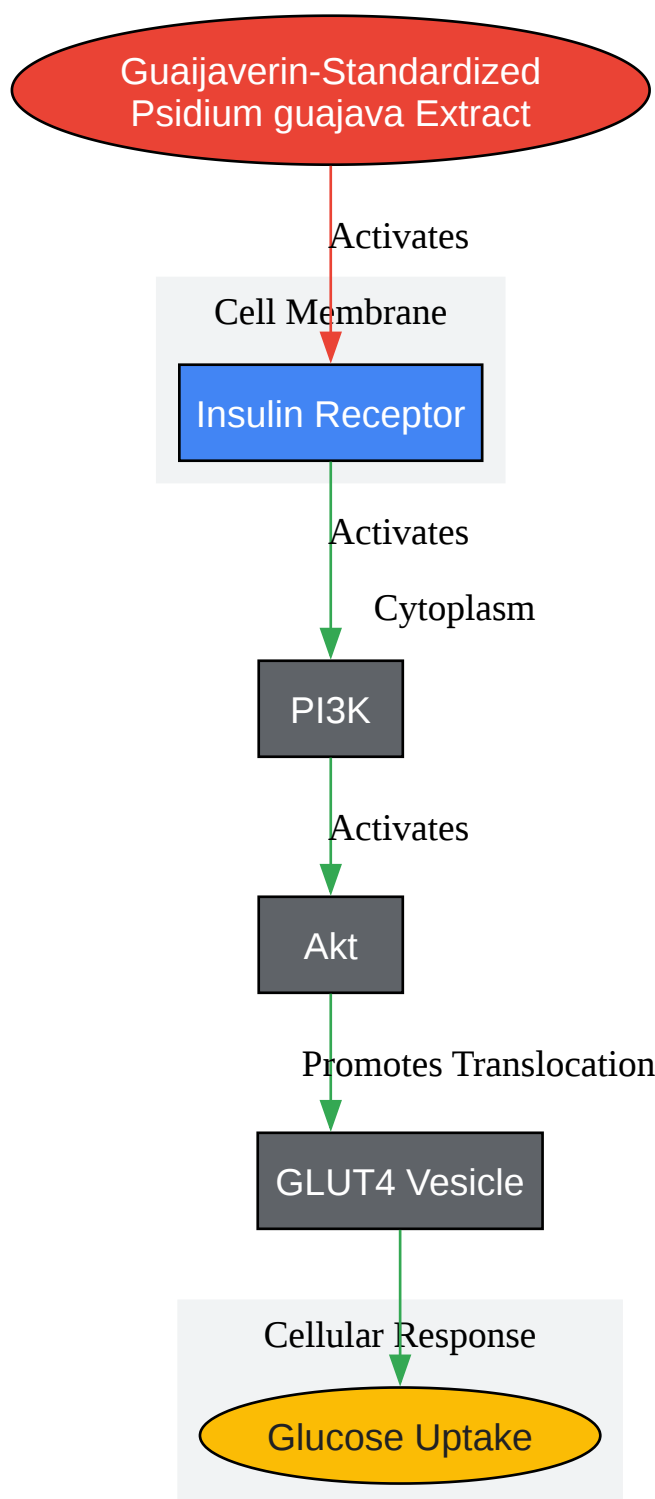 Guaijaverin-Standardized
Psidium guajava Extract
Activates
Cell Membrane
Insulin Receptor
Activates
Cytoplasm
PI3K
Activates
Akt
Promotes Translocation
GLUT4 Vesicle
Cellular Response
Glucose Uptake